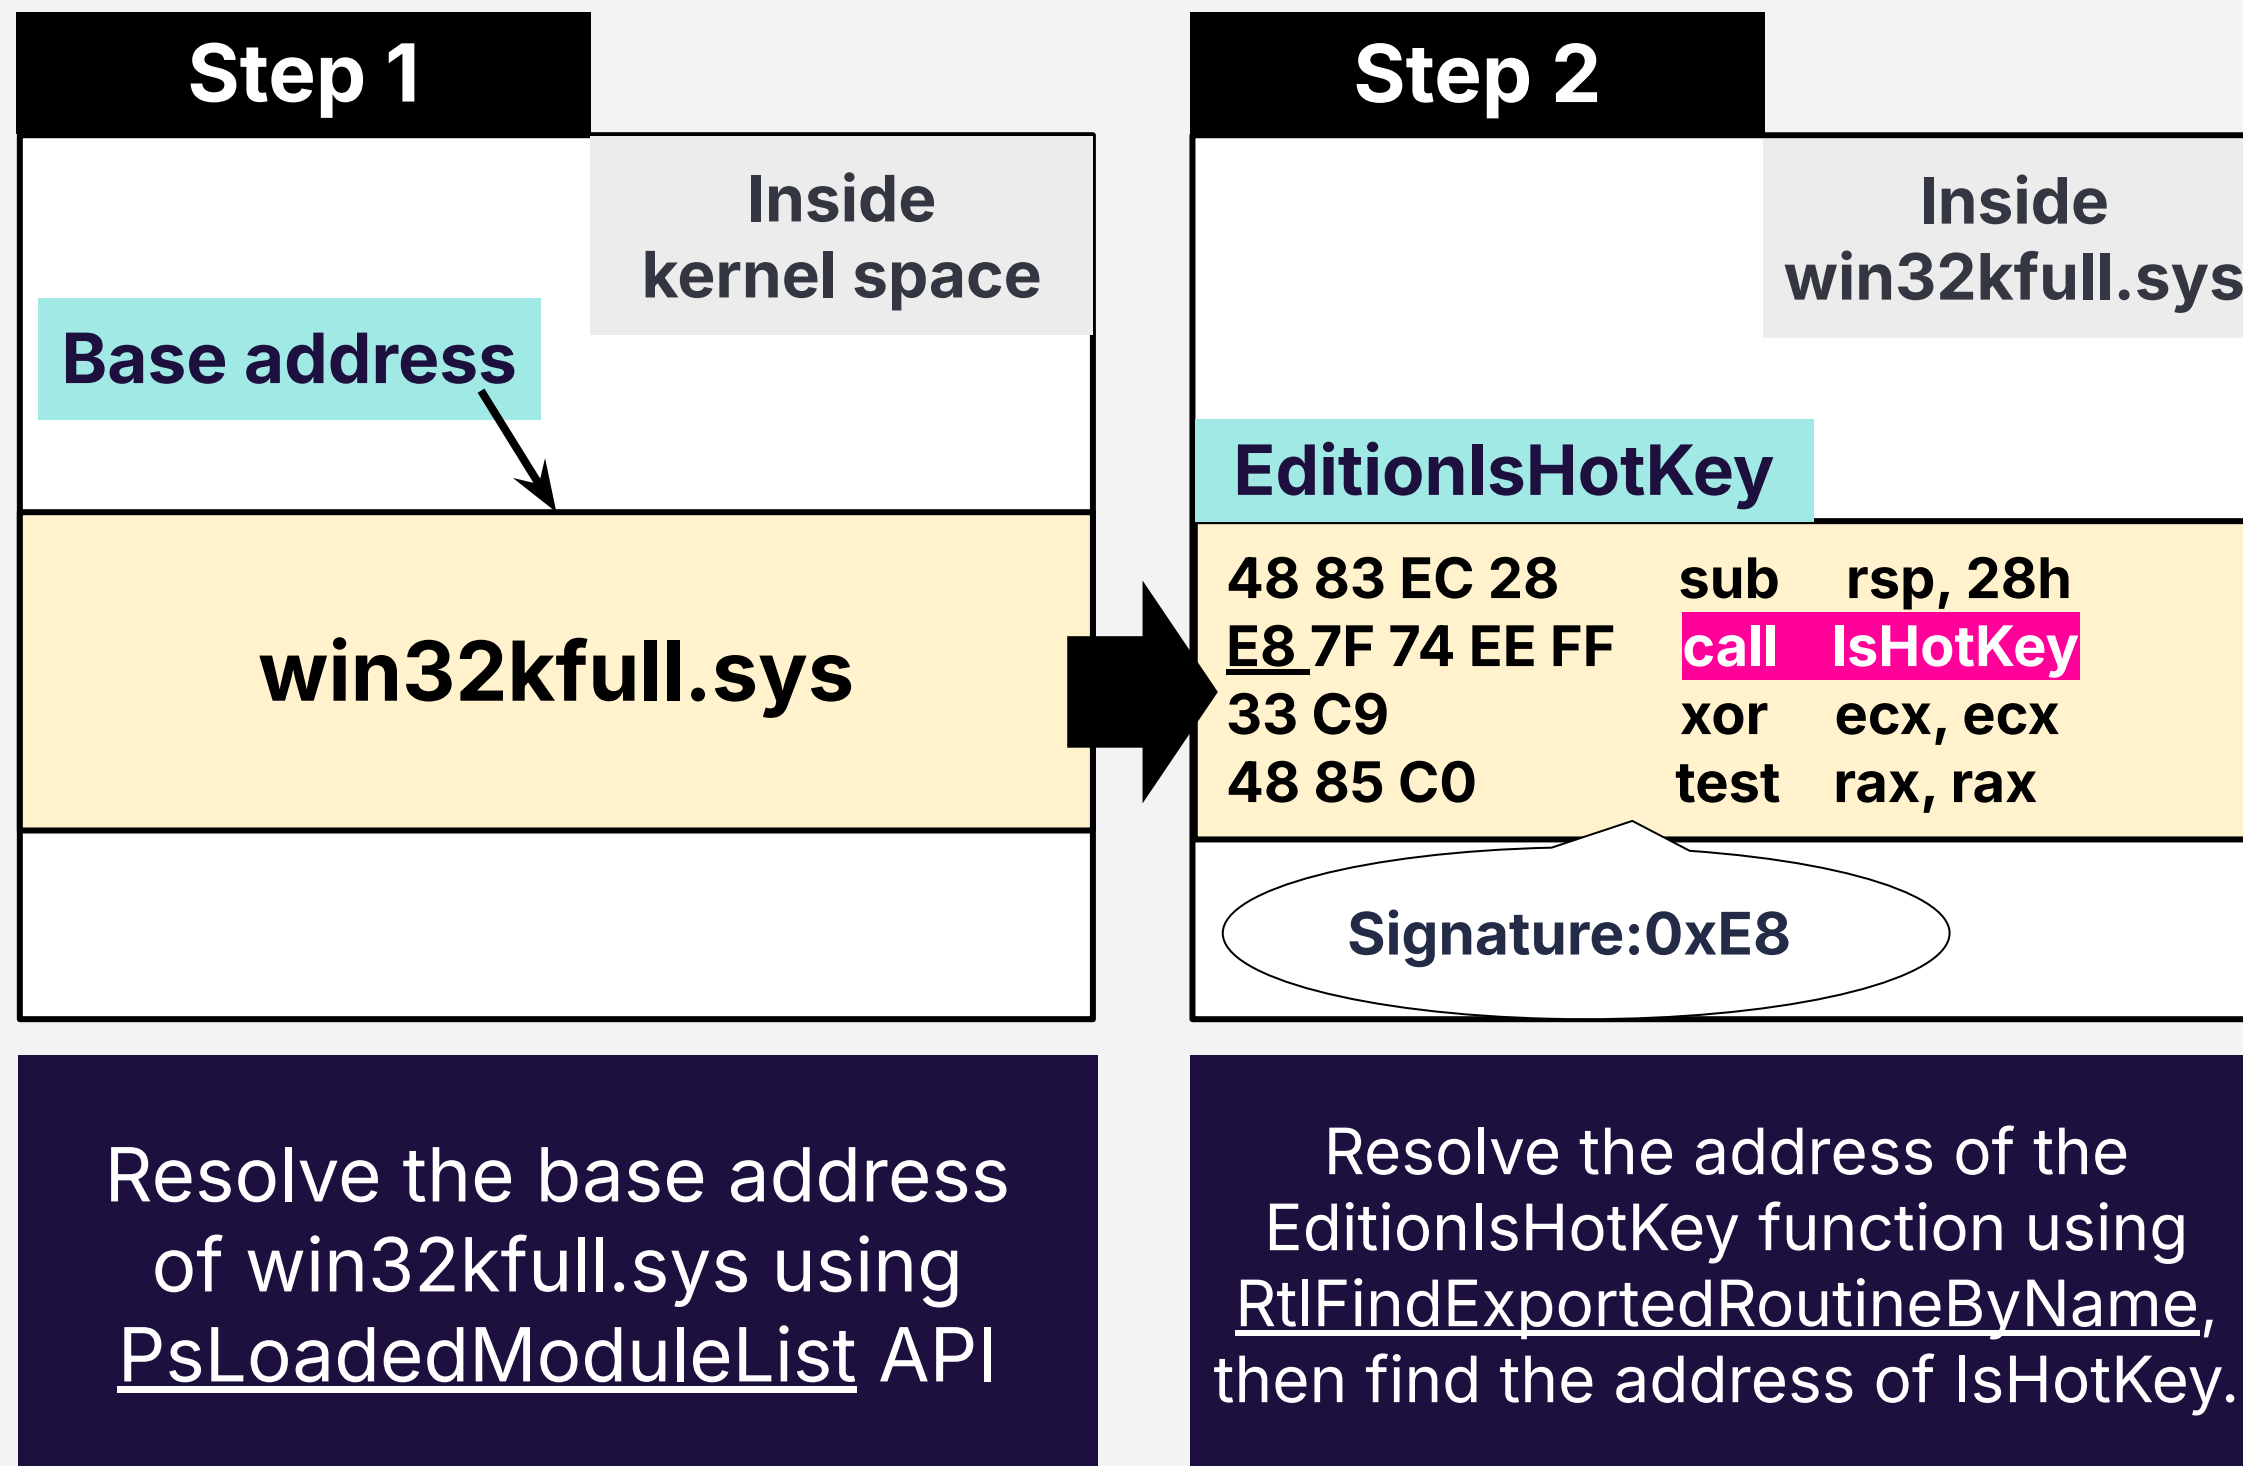 Step 1
Inside
kernel space
Base address
win32kfull.sys
Resolve the base address
of win32kfull.sys using
PsLoadedModuleList API
Step 2
Inside
win32kfull.sys
EditionIsHotKey
48 83 EC 28 sub rsp, 28h
E8 7F 74 EE FF call IsHotKey
33 C9 xor ecx, ecx
48 85 C0 test rax, rax
Signature:0xE8
Resolve the address of the
EditionIsHotKey function using
RtlFindExportedRoutineByName,
then find the address of IsHotKey.